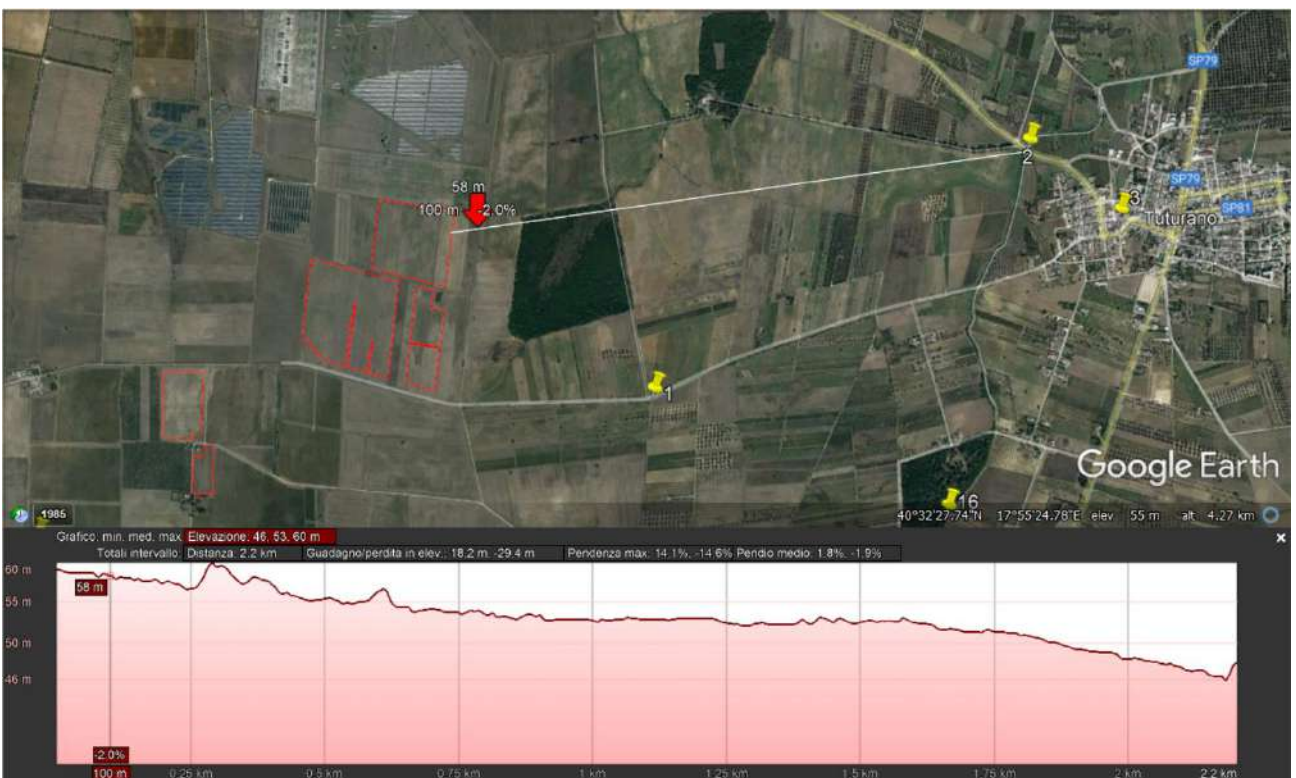 SP79
2
58 m
100 m -2,0%
SP79
3
SP81
Tuturano
1
Google Earth
16
1985
40°32'27.74"N 17°55'24.78"E elev 55 m alt 4.27 km
Grafico: min. med. max. Elevazione: 46, 53, 60 m
Totali intervallo: Distanza: 2.2 km Guadagno/perdita in elev.: 18.2 m, -29.4 m Pendenza max: 14.1%, -14.6% Pendio medio: 1.8%, -1.9%
60 m
58 m
55 m
50 m
46 m
-2.0%
100 m 0.25 km 0.5 km 0.75 km 1 km 1.25 km 1.5 km 1.75 km 2 km 2.2 km